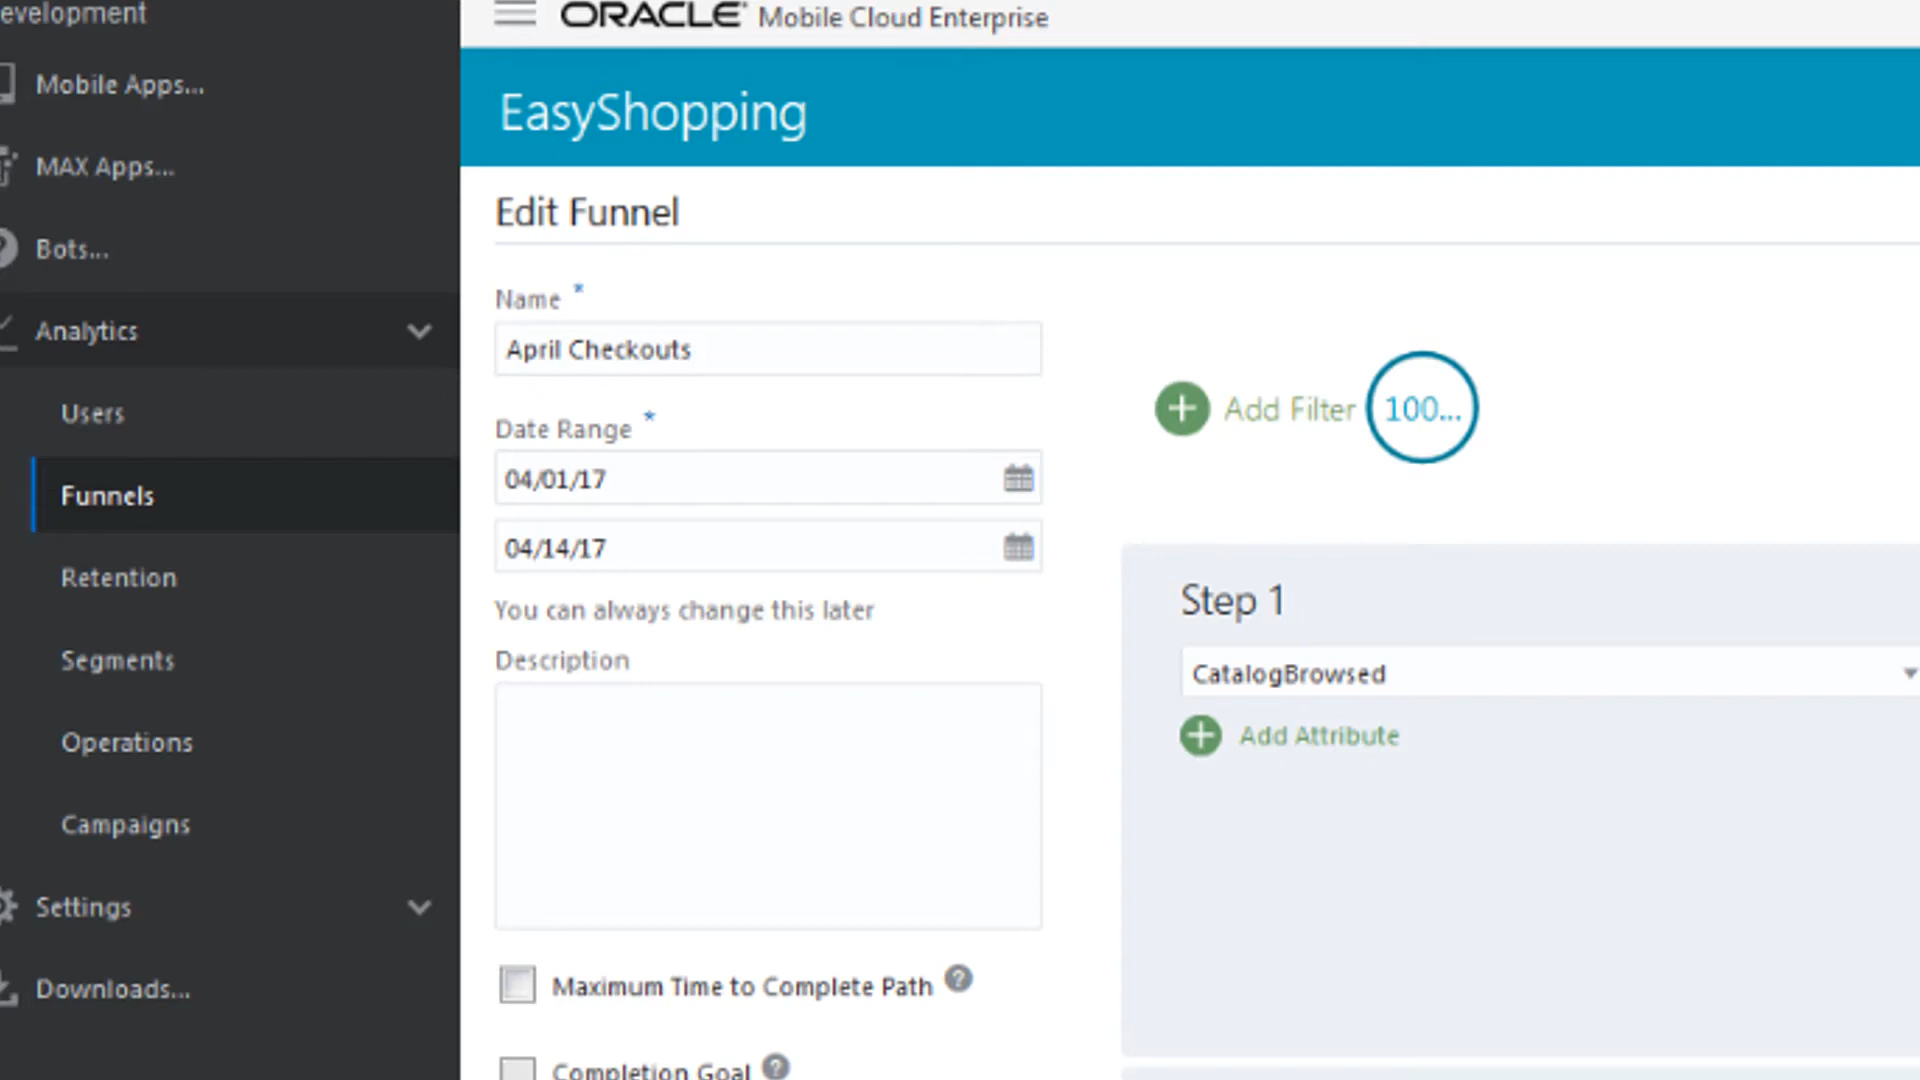 evelopment
Mobile Apps...
MAX Apps...
Bots...
Analytics
Users
Funnels
Retention
Segments
Operations
Campaigns
Settings
Downloads...
ORACLE Mobile Cloud Enterprise
EasyShopping
Edit Funnel
Name *
April Checkouts
Date Range *
04/01/17
04/14/17
You can always change this later
Description
Maximum Time to Complete Path ?
Completion Goal ?
Add Filter
100...
Step 1
CatalogBrowsed
Add Attribute